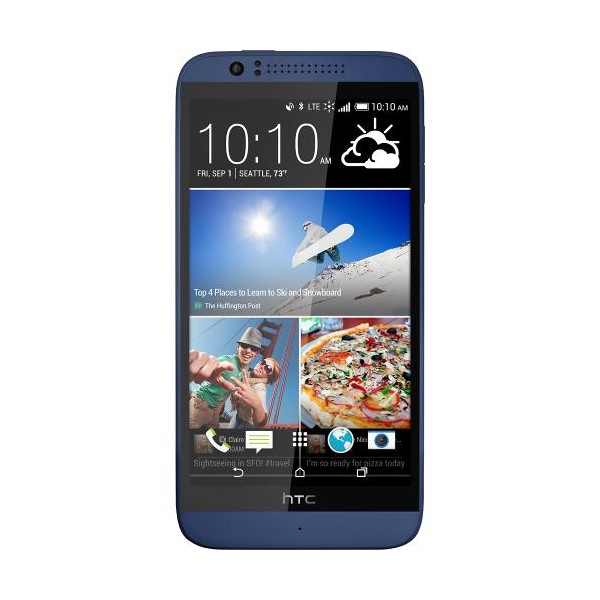 LTE 10:10 AM
10:10 AM
FRI, SEP 1 | SEATTLE, 73°F
Top 4 Places to Learn to Ski and Snowboard
The Huffington Post
Claire
Sightseeing in SFO! #travel
I'm so ready for pizza today
hTC